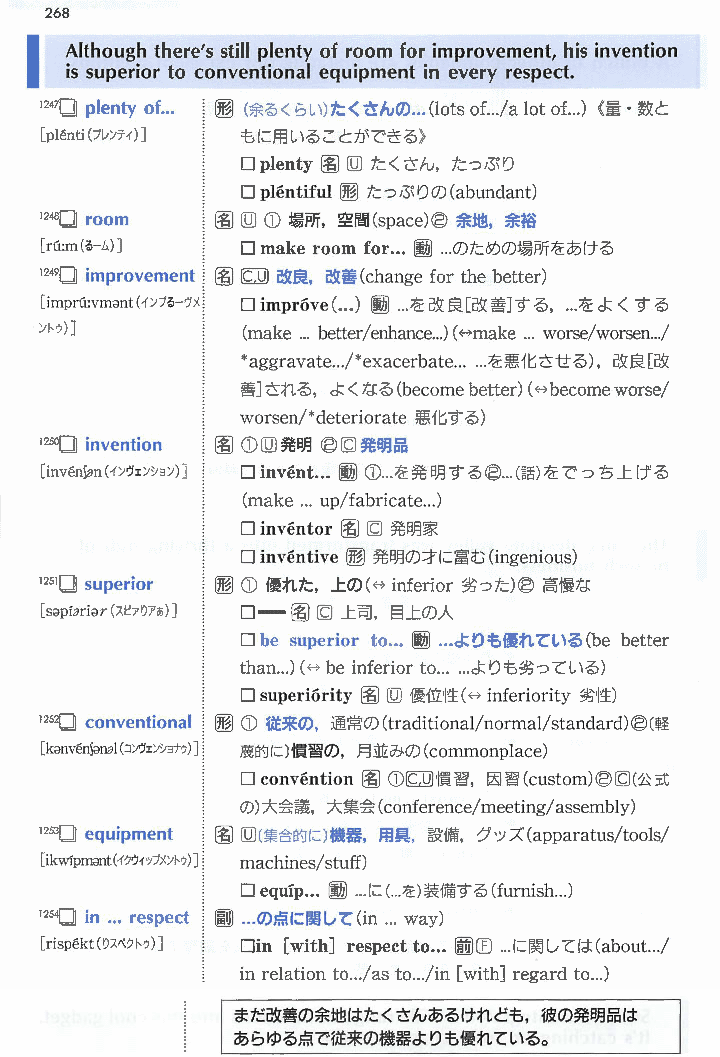 268
Although there's still plenty of room for improvement, his invention
is superior to conventional equipment in every respect.
1247 plenty of... 形 (余るくらい)たくさんの…(lots of.../a lot of...)《量・数と
[plénti(プレンティ)] もに用いることができる》
□ plenty 名 U たくさん，たっぷり
□ pléntiful 形 たっぷりの(abundant)
1248 room 名 U ① 場所，空間(space)② 余地，余裕
[rú:m(るーム)] □ make room for... 動 …のための場所をあける
1249 improvement 名 C,U 改良，改善(change for the better)
[imprú:vmənt(インプるーヴメ □ impróve(...) 動 …を改良[改善]する，…をよくする
ントゥ)] (make ... better/enhance...)(↔make ... worse/worsen.../
*aggravate.../*exacerbate... …を悪化させる)，改良[改
善]される，よくなる(become better)(↔become worse/
worsen/*deteriorate 悪化する)
1250 invention 名 ①U発明 ②C発明品
[invénʃən(インヴェンション)] □ invént... 動 ①…を発明する②…(話)をでっち上げる
(make ... up/fabricate...)
□ invéntor 名 C 発明家
□ invéntive 形 発明の才に富む(ingenious)
1251 superior 形 ① 優れた，上の(↔ inferior 劣った)② 高慢な
[səpíəriər(スピアりアぁ)] □━ 名 C 上司，目上の人
□ be superior to... 動 …よりも優れている(be better
than...)(↔ be inferior to... …よりも劣っている)
□ superiórity 名 U 優位性(↔ inferiority 劣性)
1252 conventional 形 ① 従来の，通常の(traditional/normal/standard)②(軽
[kənvénʃənəl(コンヴェンショナゥ)] 蔑的に)慣習の，月並みの(commonplace)
□ convéntion 名 ①C,U慣習，因習(custom)②C(公式
の)大会議，大集会(conference/meeting/assembly)
1253 equipment 名 U(集合的に)機器，用具，設備，グッズ(apparatus/tools/
[ikwípmənt(イクウィップメントゥ)] machines/stuff)
□ equíp... 動 …に(…を)装備する(furnish...)
1254 in ... respect 副 …の点に関して(in ... way)
[rispékt(りスペクトゥ)] □in [with] respect to... 前F …に関しては(about.../
in relation to.../as to.../in [with] regard to...)
まだ改善の余地はたくさんあるけれども，彼の発明品は
あらゆる点で従来の機器よりも優れている。